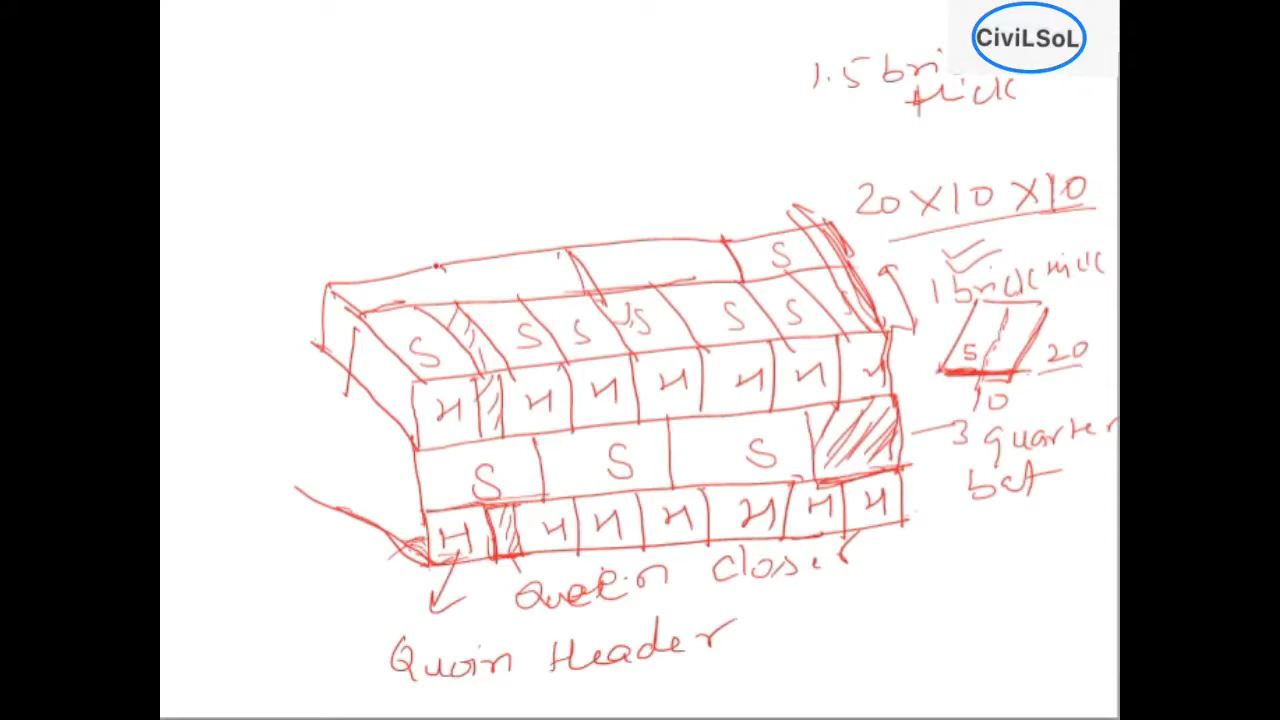 CiviLSoL
1.5 bri
thick
20 X 10 X 10
S
1 brick thick
S S S S S S
S 20
H H H H H H H
10
3 quarter
bat
S S S
H H H H H H H
Queen closer
Quoin Header